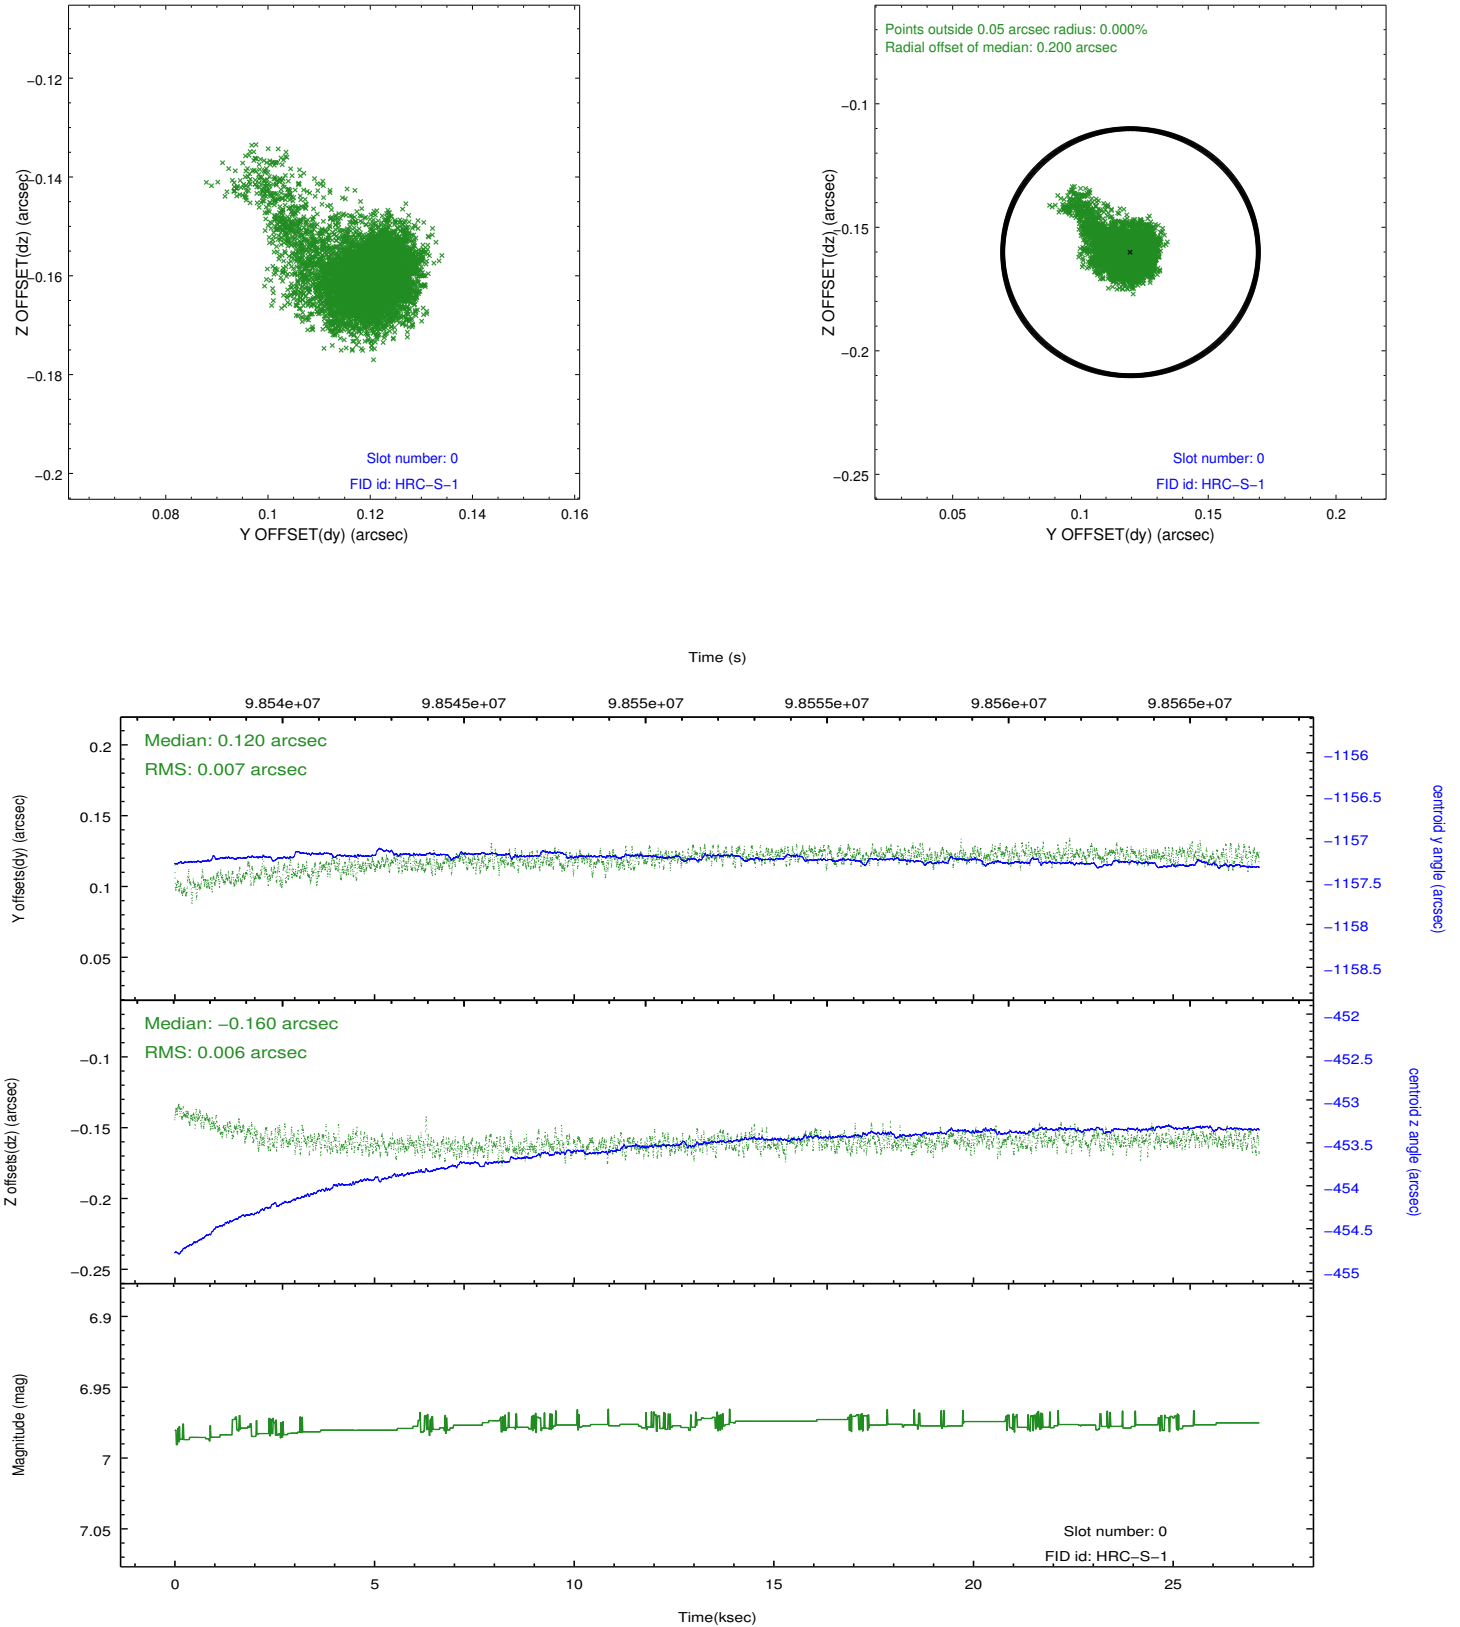 −0.12
−0.14
−0.16
−0.18
−0.2
Z OFFSET(dz) (arcsec)
Slot number: 0
FID id: HRC−S−1
0.08
0.1
0.12
0.14
0.16
Y OFFSET(dy) (arcsec)
Points outside 0.05 arcsec radius: 0.000%
Radial offset of median: 0.200 arcsec
−0.1
−0.15
−0.2
−0.25
Z OFFSET(dz) (arcsec)
Slot number: 0
FID id: HRC−S−1
0.05
0.1
0.15
0.2
Y OFFSET(dy) (arcsec)
Time (s)
9.854e+07
9.8545e+07
9.855e+07
9.8555e+07
9.856e+07
9.8565e+07
Median: 0.120 arcsec
RMS: 0.007 arcsec
0.2
0.15
0.1
0.05
Y offsets(dy) (arcsec)
−1156
−1156.5
−1157
−1157.5
−1158
−1158.5
centroid y angle (arcsec)
Median: −0.160 arcsec
RMS: 0.006 arcsec
−0.1
−0.15
−0.2
−0.25
Z offsets(dz) (arcsec)
−452
−452.5
−453
−453.5
−454
−454.5
−455
centroid z angle (arcsec)
6.9
6.95
7
7.05
Magnitude (mag)
Slot number: 0
FID id: HRC−S−1
0
5
10
15
20
25
Time(ksec)